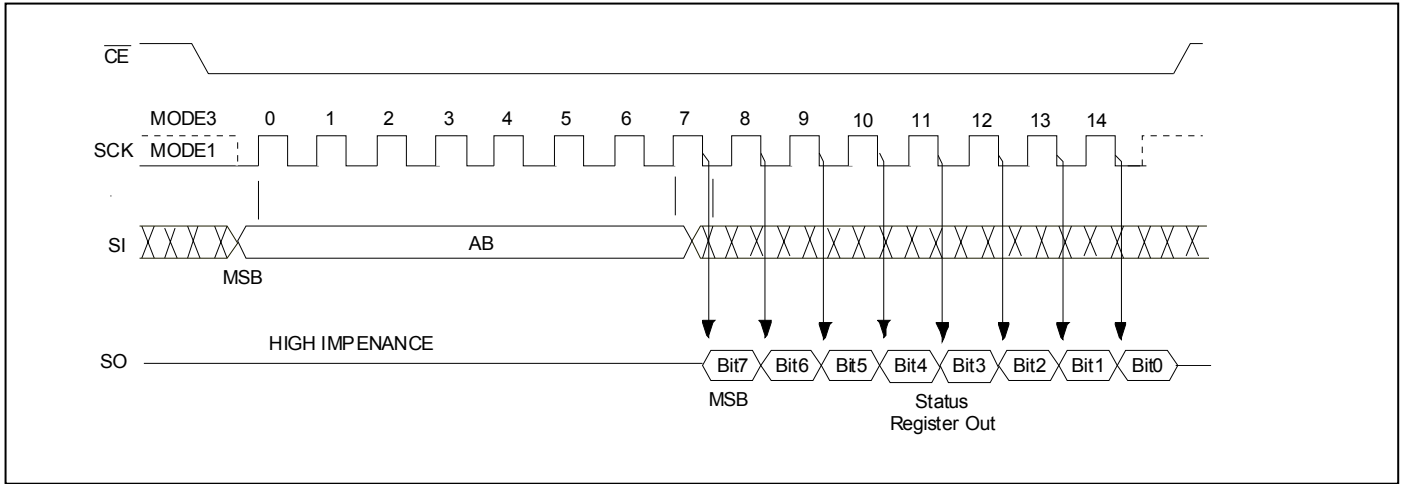 CE
MODE3 0 1 2 3 4 5 6 7 8 9 10 11 12 13 14
SCK MODE1
SI AB
MSB
HIGH IMPENANCE
SO Bit7 Bit6 Bit5 Bit4 Bit3 Bit2 Bit1 Bit0
MSB Status
Register Out